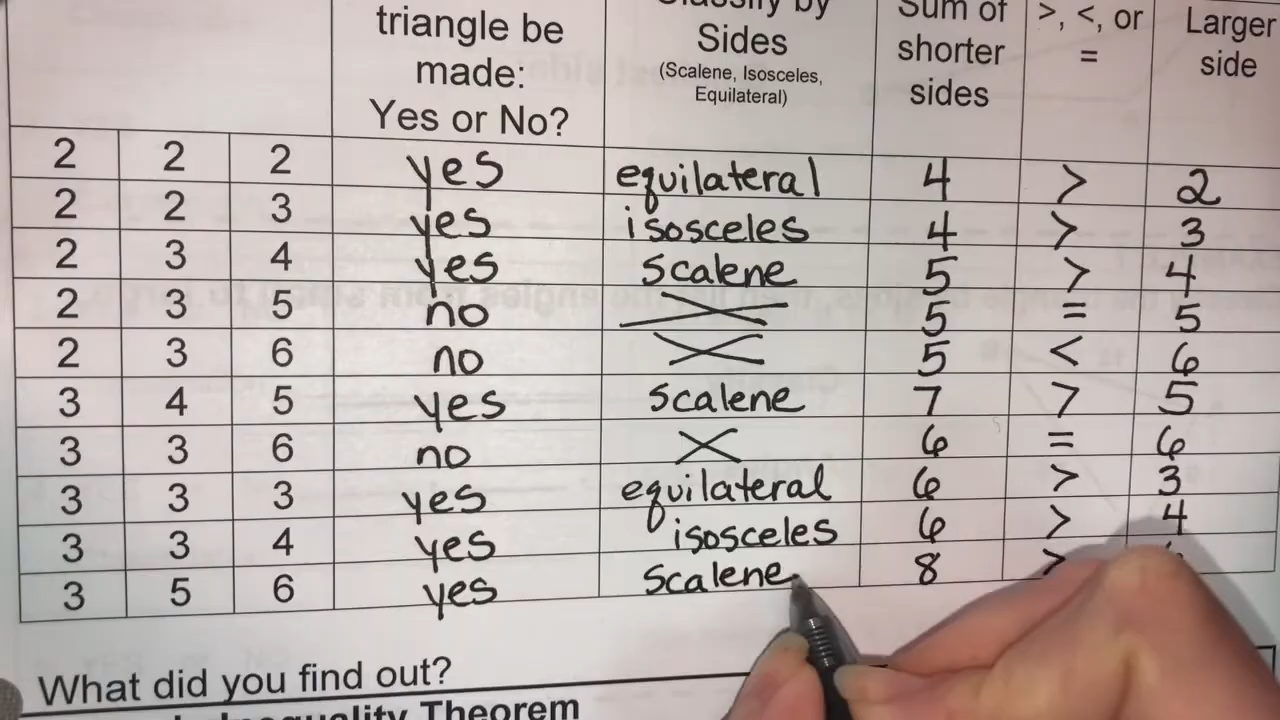 triangle be made: Yes or No? by Sides (Scalene, Isosceles, Equilateral) Sum of shorter sides >, <, or = Larger side
2 2 2 yes equilateral 4 > 2
2 2 3 yes isosceles 4 > 3
2 3 4 yes scalene 5 > 4
2 3 5 no 5 = 5
2 3 6 no 5 < 6
3 4 5 yes scalene 7 > 5
3 3 6 no 6 = 6
3 3 3 yes equilateral 6 > 3
3 3 4 yes isosceles 6 > 4
3 5 6 yes scalene 8 >
What did you find out?
Inequality Theorem